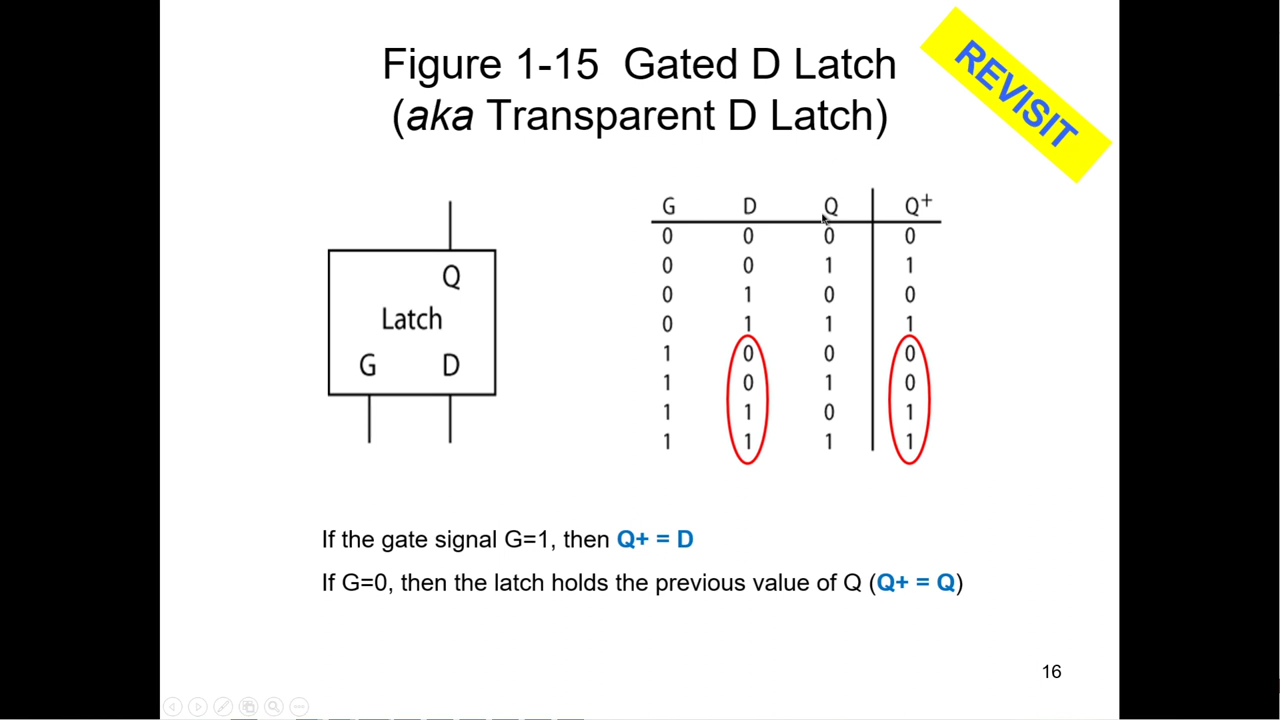 Figure 1-15 Gated D Latch
(aka Transparent D Latch)
REVISIT
Q
Latch
G D
G D Q Q+
0 0 0 0
0 0 1 1
0 1 0 0
0 1 1 1
1 0 0 0
1 0 1 0
1 1 0 1
1 1 1 1
If the gate signal G=1, then Q+ = D
If G=0, then the latch holds the previous value of Q (Q+ = Q)
16